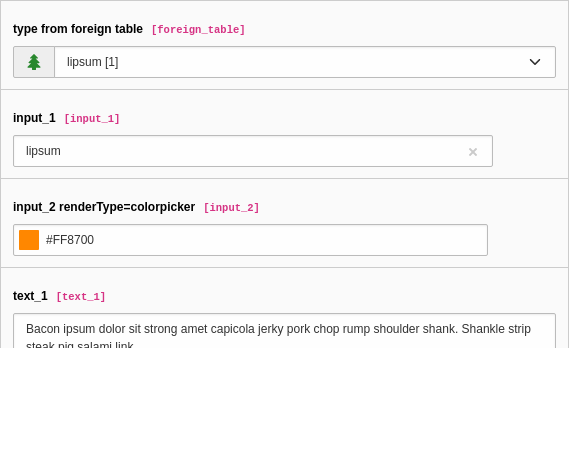 type from foreign table [foreign_table]
lipsum [1]
input_1 [input_1]
lipsum
input_2 renderType=colorpicker [input_2]
#FF8700
text_1 [text_1]
Bacon ipsum dolor sit strong amet capicola jerky pork chop rump shoulder shank. Shankle strip
steak pig salami link.